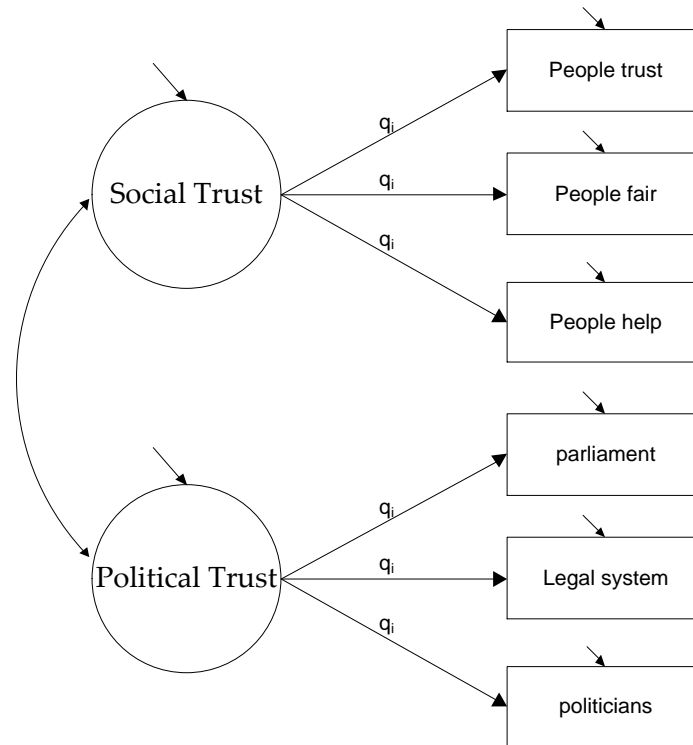 People trust
qᵢ
Social Trust
qᵢ
People fair
qᵢ
People help
parliament
qᵢ
Political Trust
qᵢ
Legal system
qᵢ
politicians